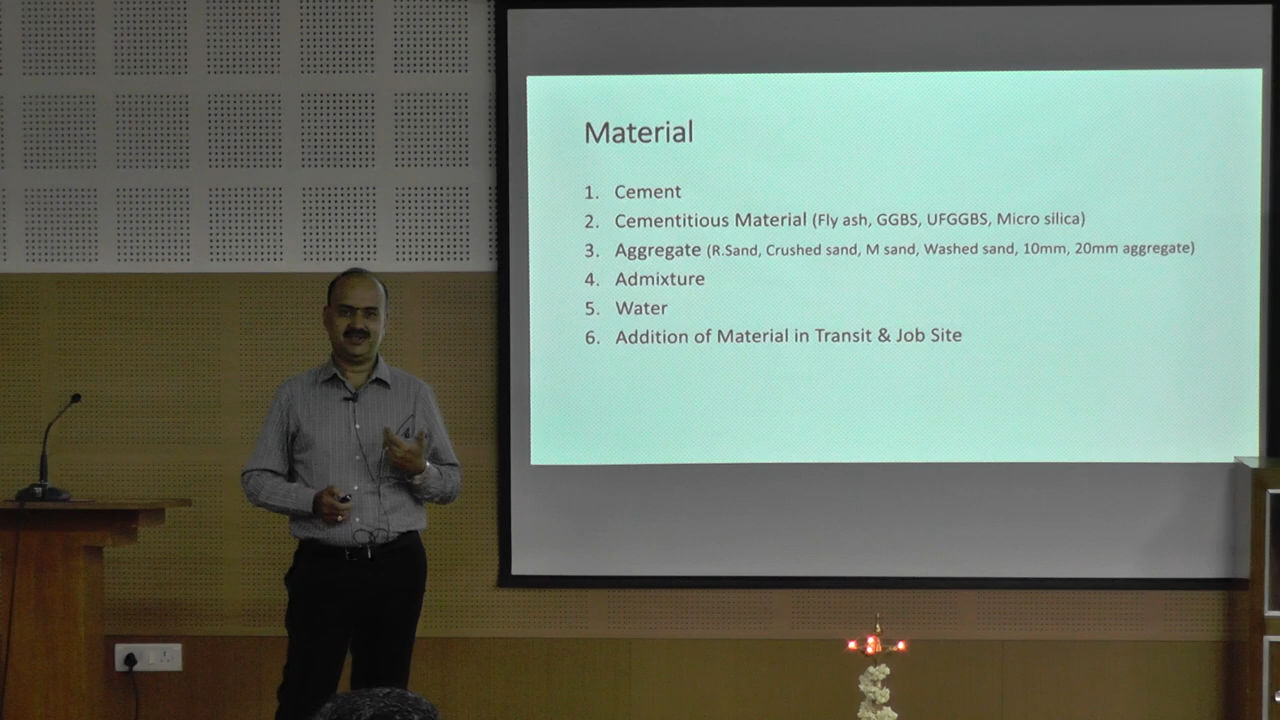 Material
1. Cement
2. Cementitious Material (Fly ash, GGBS, UFGGBS, Micro silica)
3. Aggregate (R.Sand, Crushed sand, M sand, Washed sand, 10mm, 20mm aggregate)
4. Admixture
5. Water
6. Addition of Material in Transit & Job Site